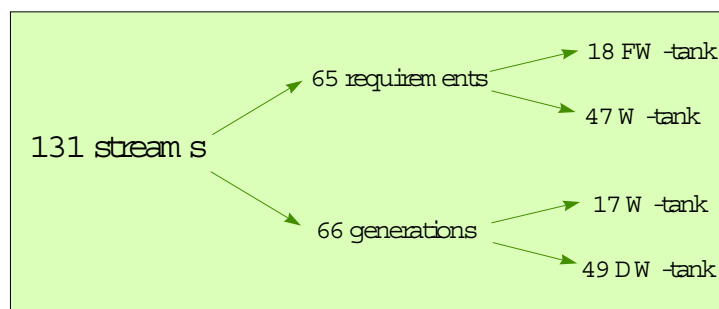 131 streams
65 requirements
18 FW-tank
47 W-tank
66 generations
17 W-tank
49 DW-tank